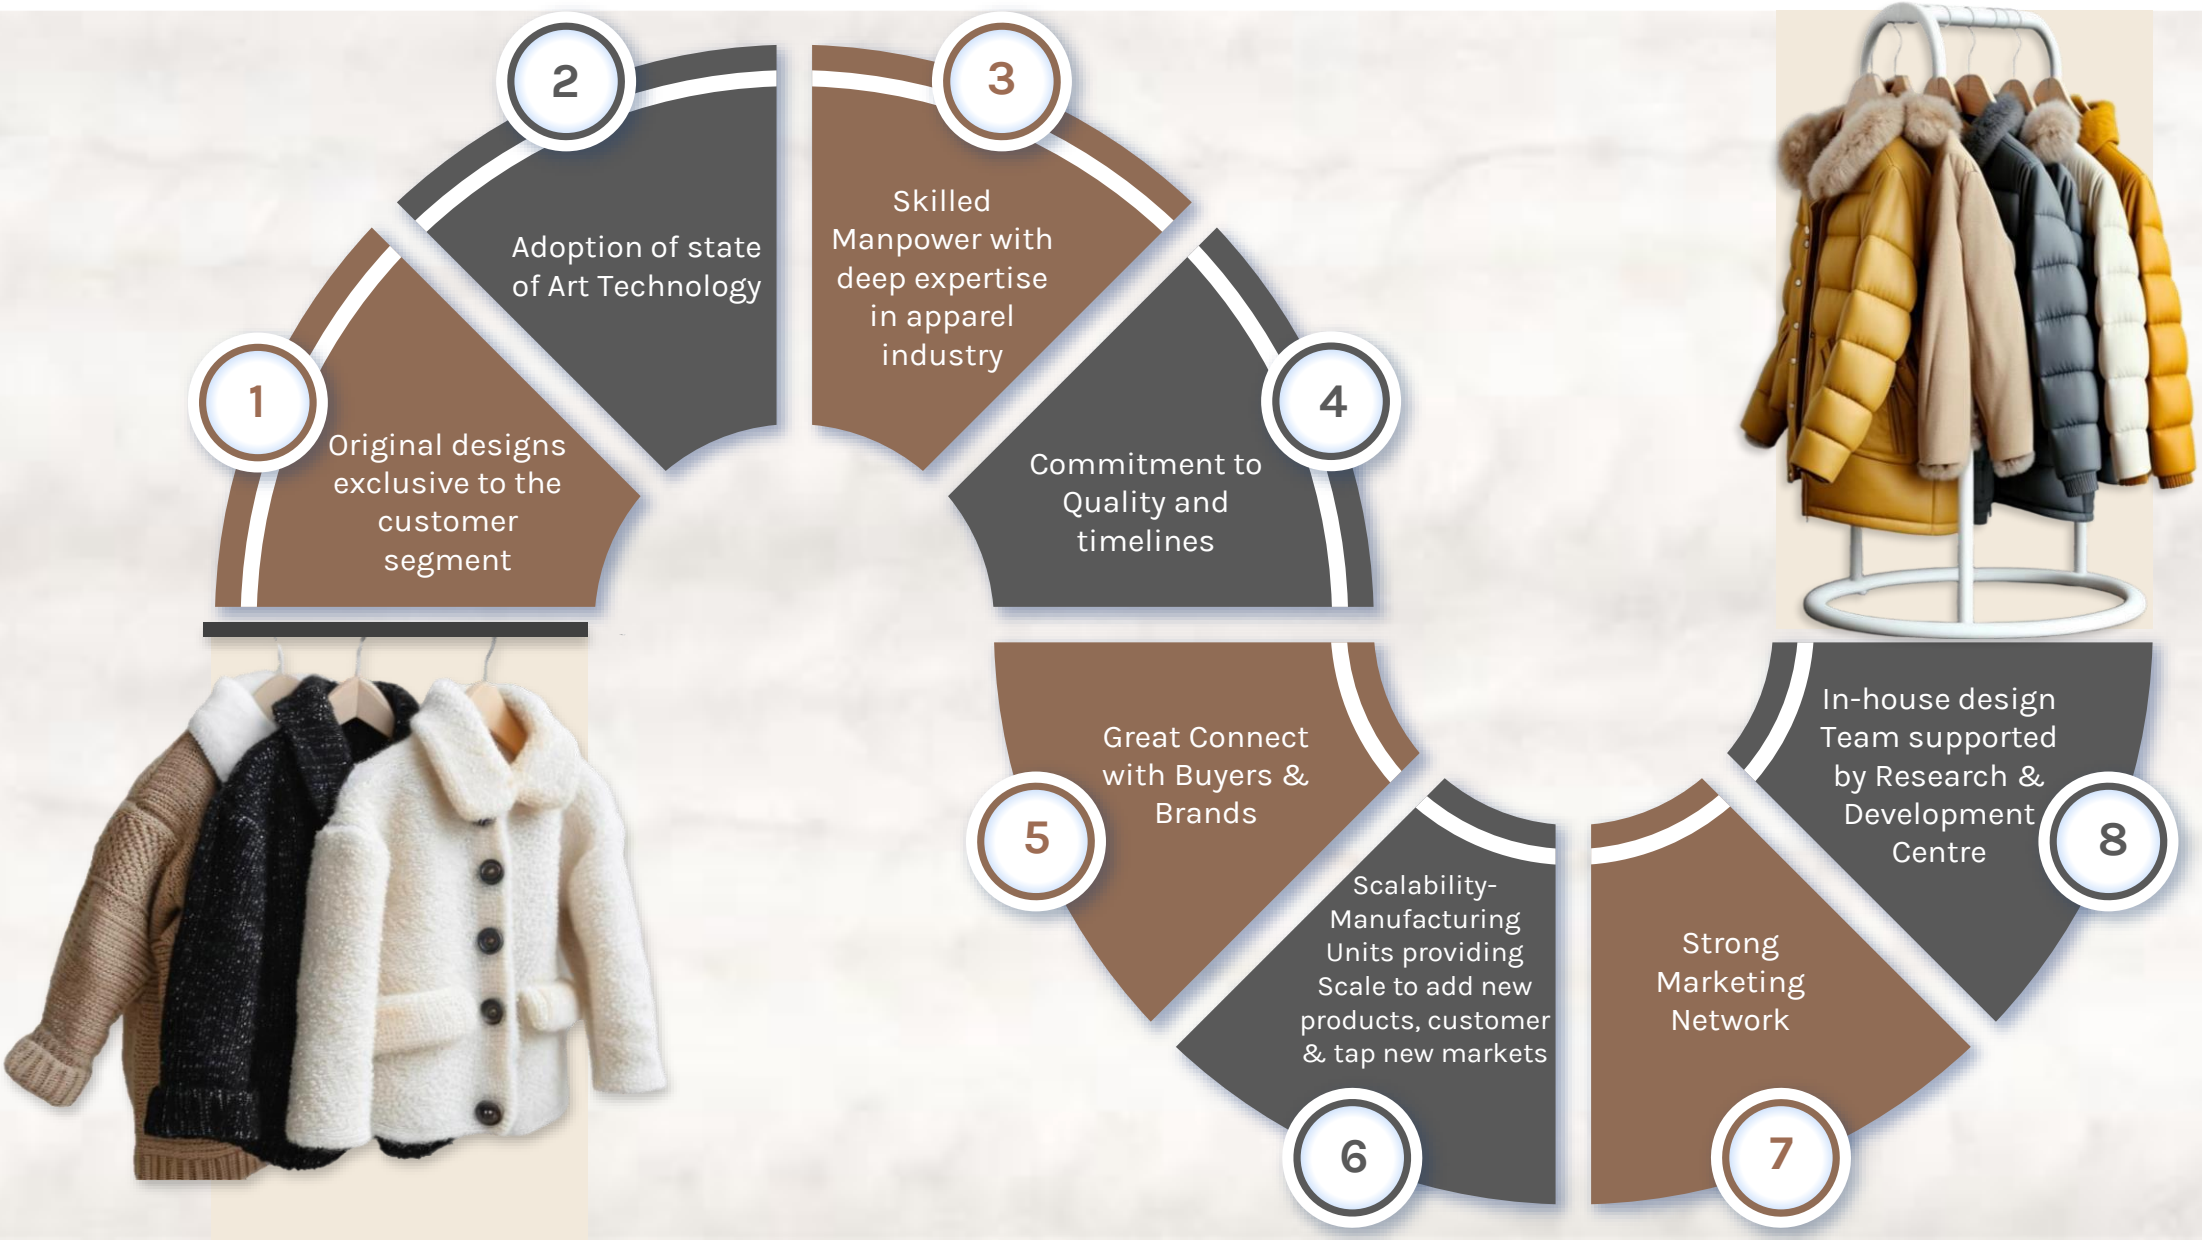 1
Original designs
exclusive to the
customer
segment
2
Adoption of state
of Art Technology
3
Skilled
Manpower with
deep expertise
in apparel
industry
4
Commitment to
Quality and
timelines
5
Great Connect
with Buyers &
Brands
6
Scalability-
Manufacturing
Units providing
Scale to add new
products, customer
& tap new markets
7
Strong
Marketing
Network
8
In-house design
Team supported
by Research &
Development
Centre